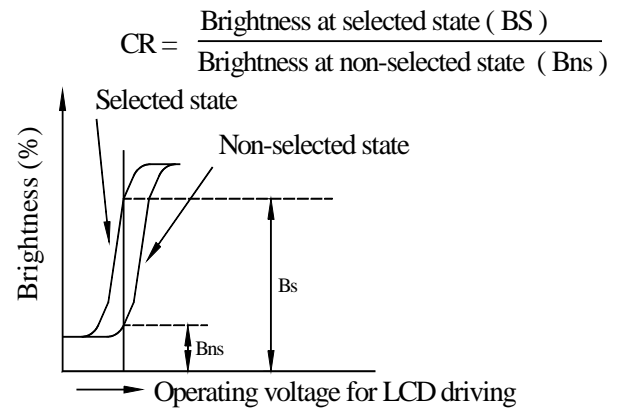 CR = Brightness at selected state ( BS )
Brightness at non-selected state ( Bns )
Selected state
Non-selected state
Brightness (%)
Bs
Bns
Operating voltage for LCD driving